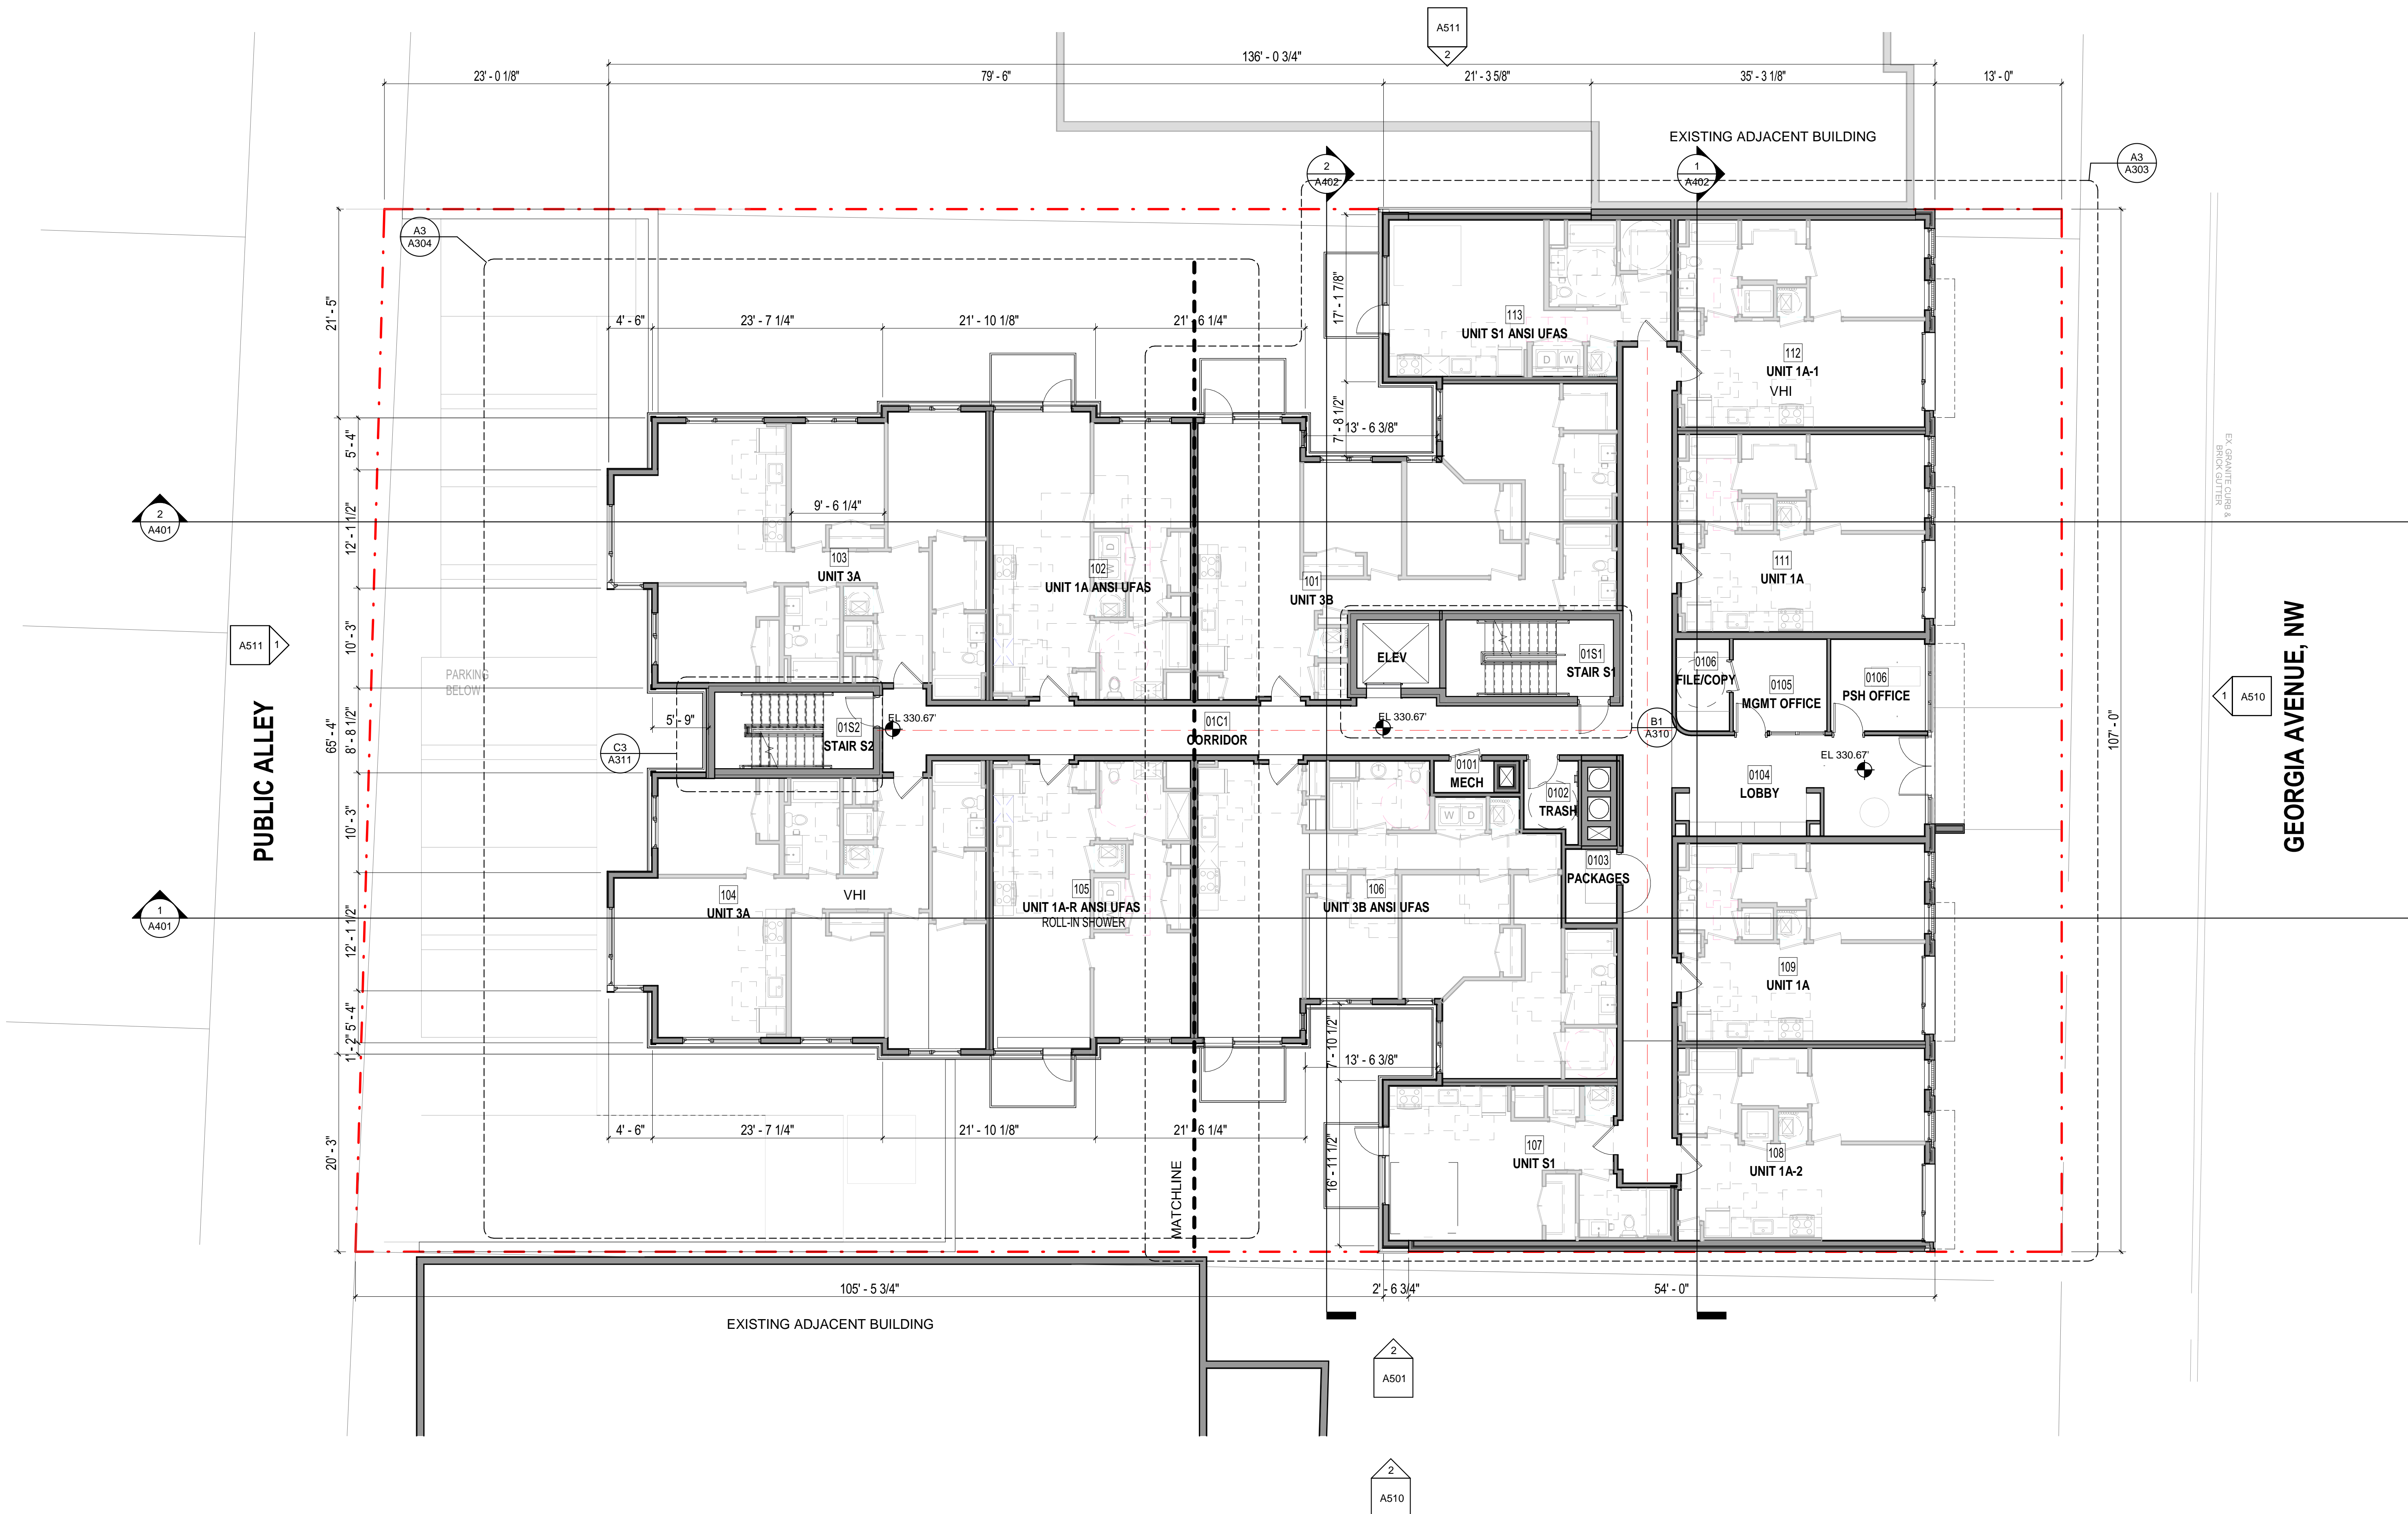 A511
2
136' - 0 3/4"
23' - 0 1/8"
79' - 6"
21' - 3 5/8"
35' - 3 1/8"
13' - 0"
EXISTING ADJACENT BUILDING
A3
A303
2
A402
1
A402
A3
A304
21' - 5"
17' - 1 7/8"
4' - 6"
23' - 7 1/4"
21' - 10 1/8"
21' - 6 1/4"
113
UNIT S1 ANSI UFAS
D
W
112
UNIT 1A-1
VHI
7' - 8 1/2"
13' - 6 3/8"
5' - 4"
EX. GRANITE CURB &
BRICK GUTTER
2
A401
12' - 11 1/2"
9' - 6 1/4"
103
UNIT 3A
102
UNIT 1A ANSI UFAS
D
W
101
UNIT 3B
111
UNIT 1A
A511
1
10' - 3"
PARKING
BELOW
ELEV
01S1
STAIR S1
0106
FILE/COPY
0105
MGMT OFFICE
0106
PSH OFFICE
1
A510
GEORGIA AVENUE, NW
PUBLIC ALLEY
65' - 4"
8' - 8 1/2"
5' - 9"
01S2
STAIR S2
EL 330.67'
01C1
CORRIDOR
EL 330.67'
B1
A310
107' - 0"
C3
A311
EL 330.67'
0104
LOBBY
0101
MECH
0102
TRASH
10' - 3"
W
D
0103
PACKAGES
104
UNIT 3A
VHI
105
UNIT 1A-R ANSI UFAS
ROLL-IN SHOWER
D
106
UNIT 3B ANSI UFAS
1
A401
12' - 11 1/2"
109
UNIT 1A
5' - 4"
1' - 2"
7' - 10 1/2"
13' - 6 3/8"
4' - 6"
23' - 7 1/4"
21' - 10 1/8"
21' - 6 1/4"
20' - 3"
MATCHLINE
16' - 11 1/2"
107
UNIT S1
108
UNIT 1A-2
105' - 5 3/4"
2' - 6 3/4"
54' - 0"
EXISTING ADJACENT BUILDING
2
A501
2
A510